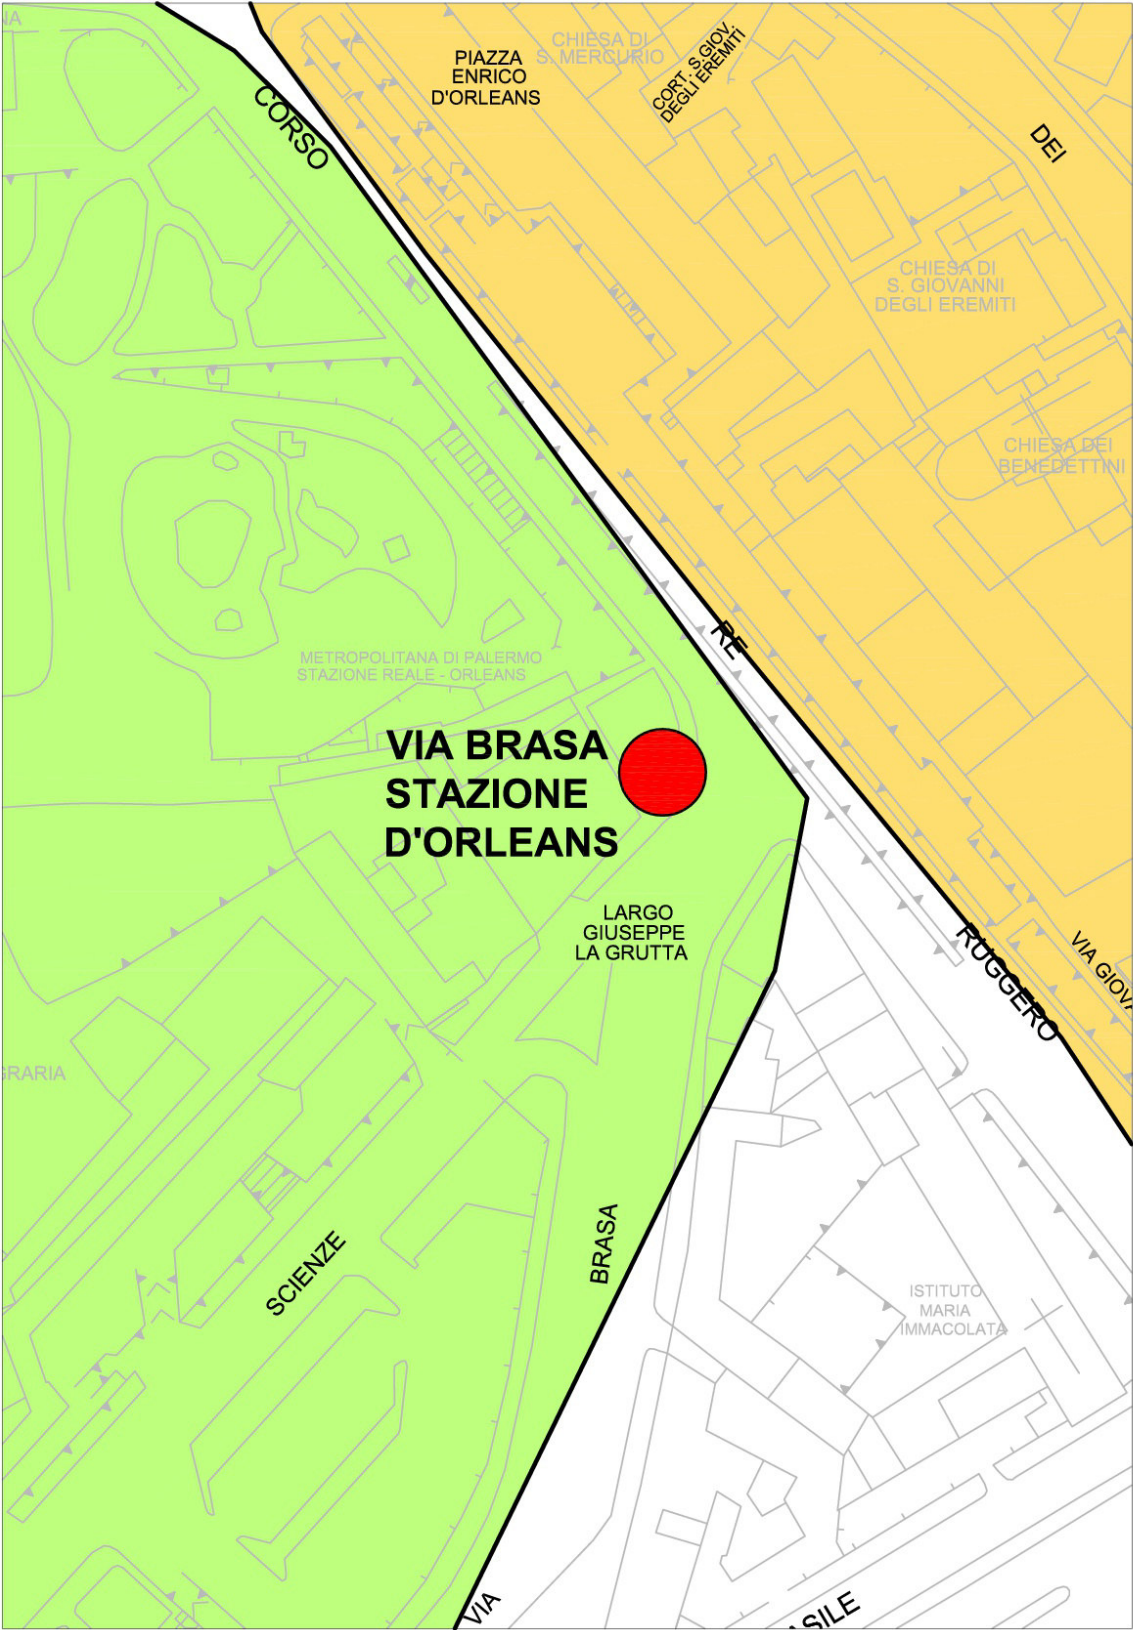 NA
CHIESA DI
S. MERCURIO
PIAZZA
ENRICO
D'ORLEANS
CORT. S.GIOV.
DEGLI EREMITI
CORSO
DEI
CHIESA DI
S. GIOVANNI
DEGLI EREMITI
CHIESA DEI
BENEDETTINI
RE
METROPOLITANA DI PALERMO
STAZIONE REALE - ORLEANS
VIA BRASA
STAZIONE
D'ORLEANS
LARGO
GIUSEPPE
LA GRUTTA
RUGGERO
VIA GIOVA
GRARIA
SCIENZE
BRASA
ISTITUTO
MARIA
IMMACOLATA
VIA
ASILE